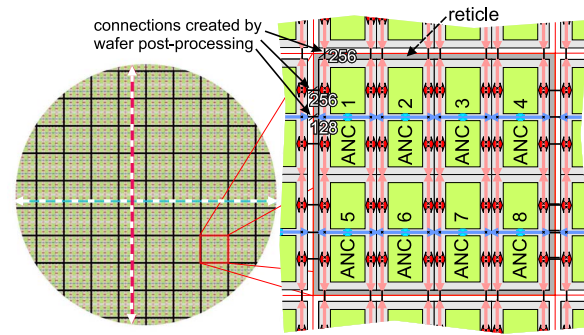 connections created by
wafer post-processing
reticle
256
256
128
ANC 1
ANC 2
ANC 3
ANC 4
ANC 5
ANC 6
ANC 7
ANC 8